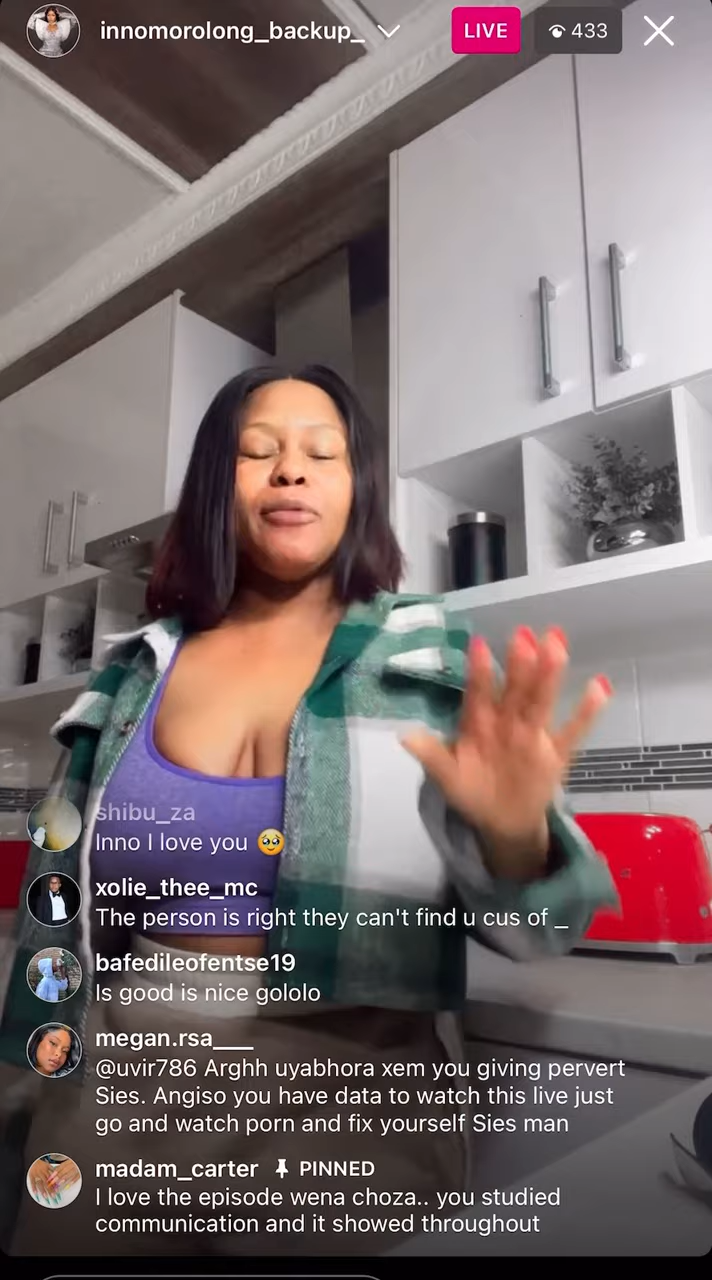 innomorolong_backup_
LIVE
433
shibu_za
Inno I love you 🥹
xolie_thee_mc
The person is right they can't find u cus of _
bafedileofentse19
Is good is nice gololo
megan.rsa___
@uvir786 Arghh uyabhora xem you giving pervert
Sies. Angiso you have data to watch this live just
go and watch porn and fix yourself Sies man
madam_carter PINNED
I love the episode wena choza.. you studied
communication and it showed throughout